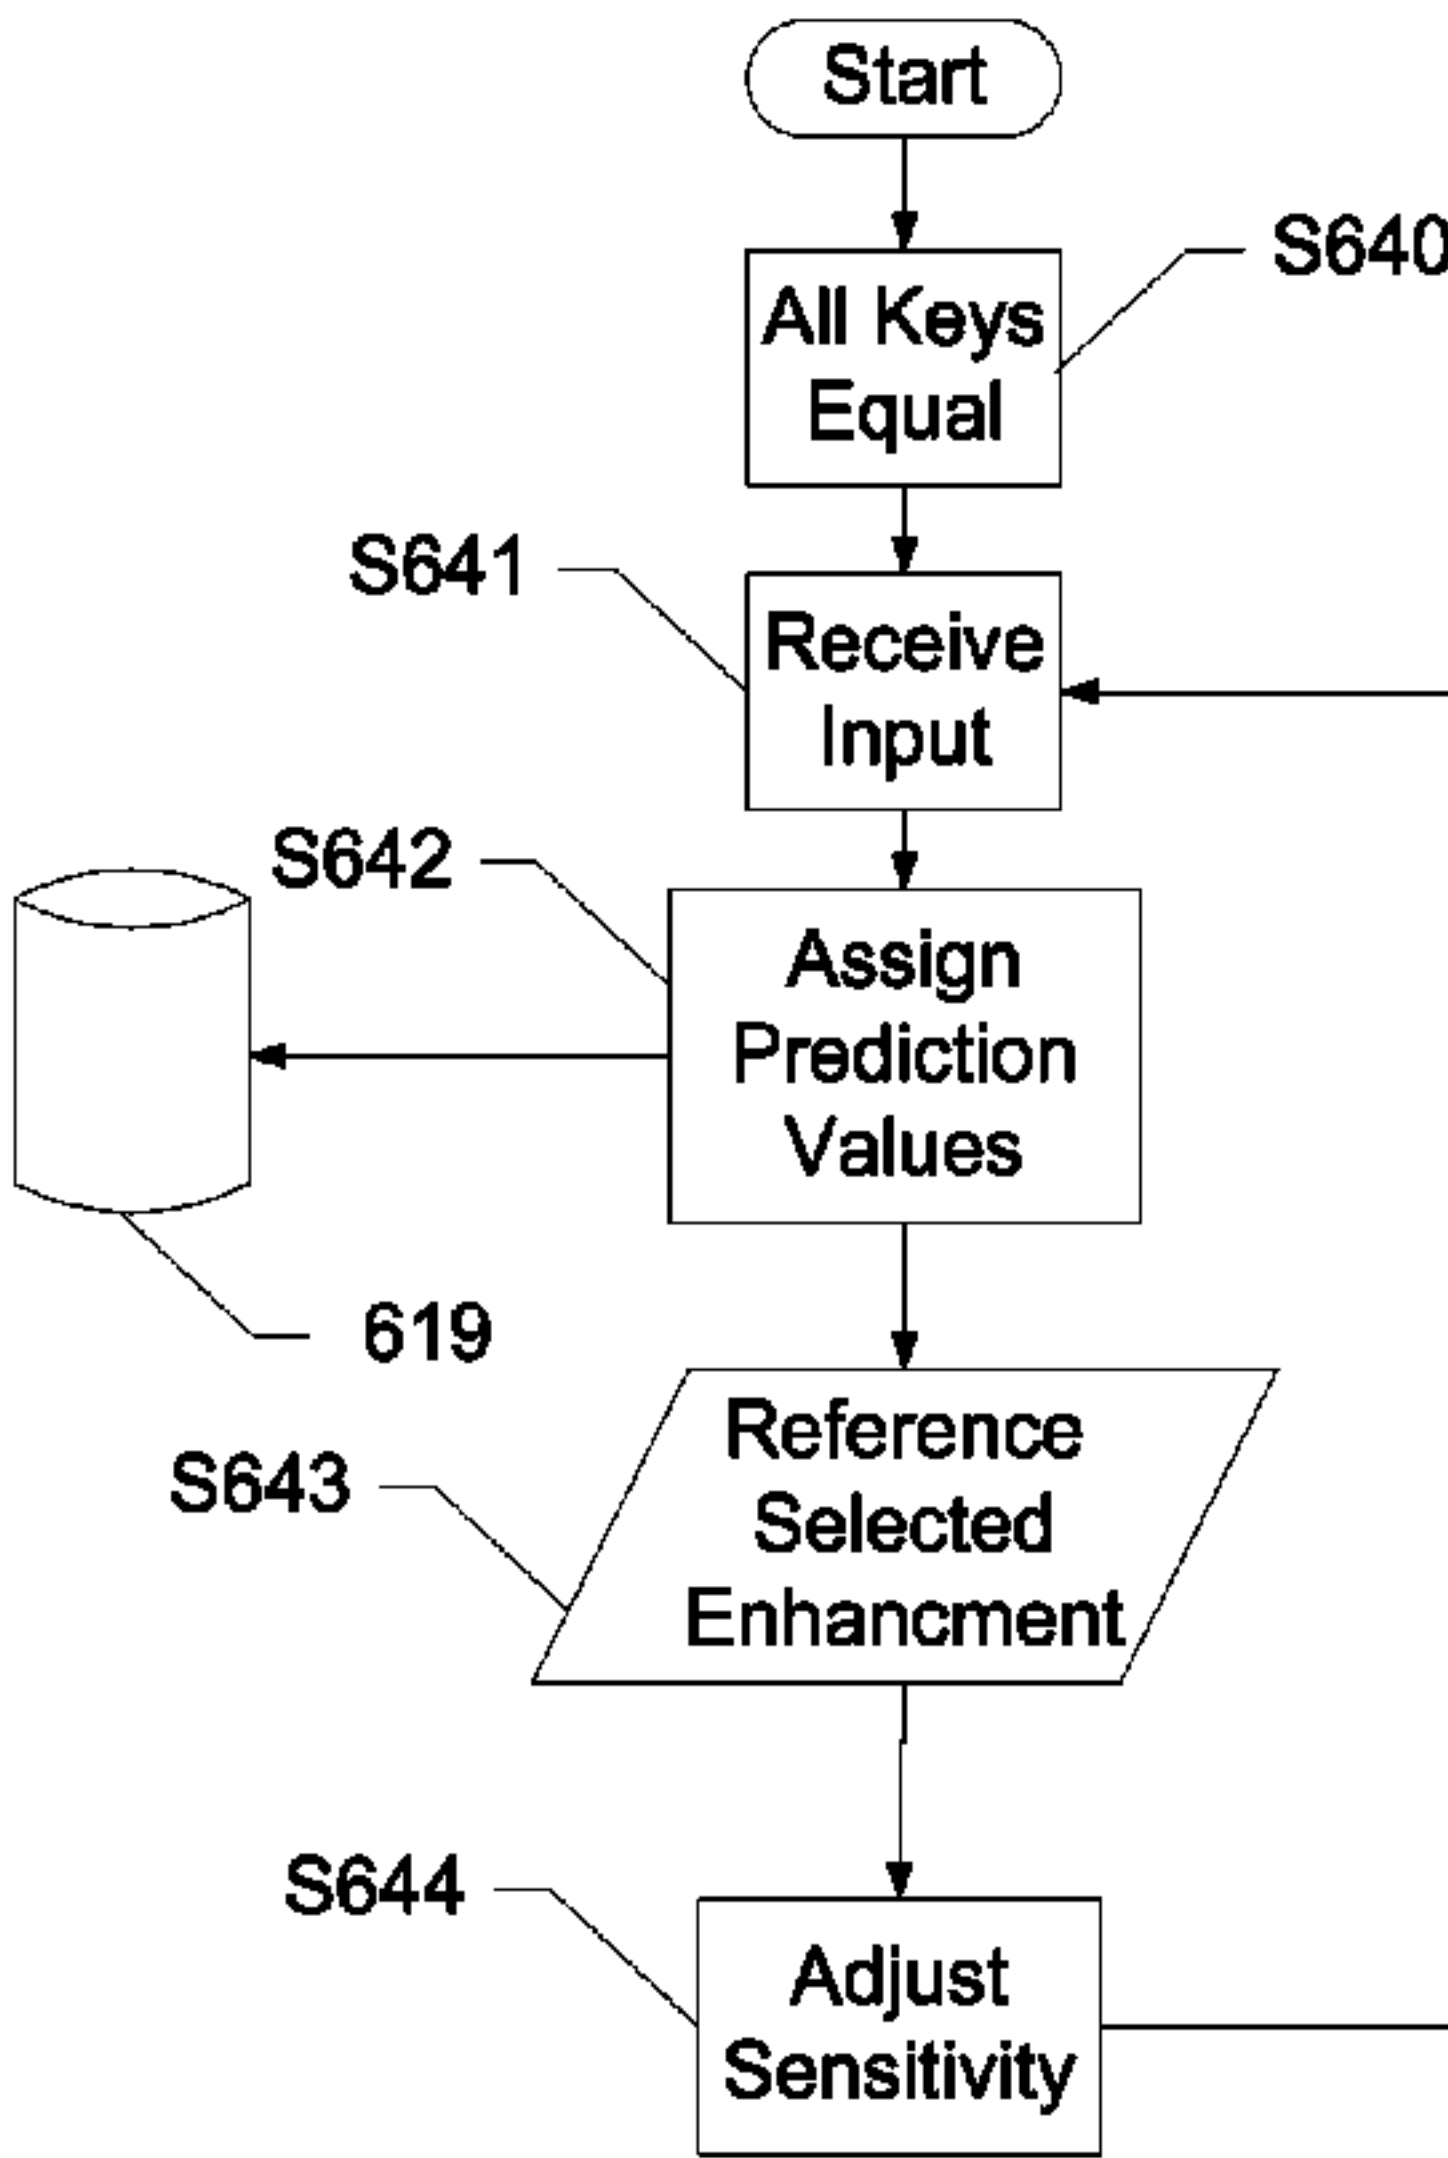 Start
S640
All Keys
Equal
S641
Receive
Input
S642
Assign
Prediction
Values
619
Reference
S643
Selected
Enhancment
S644
Adjust
Sensitivity